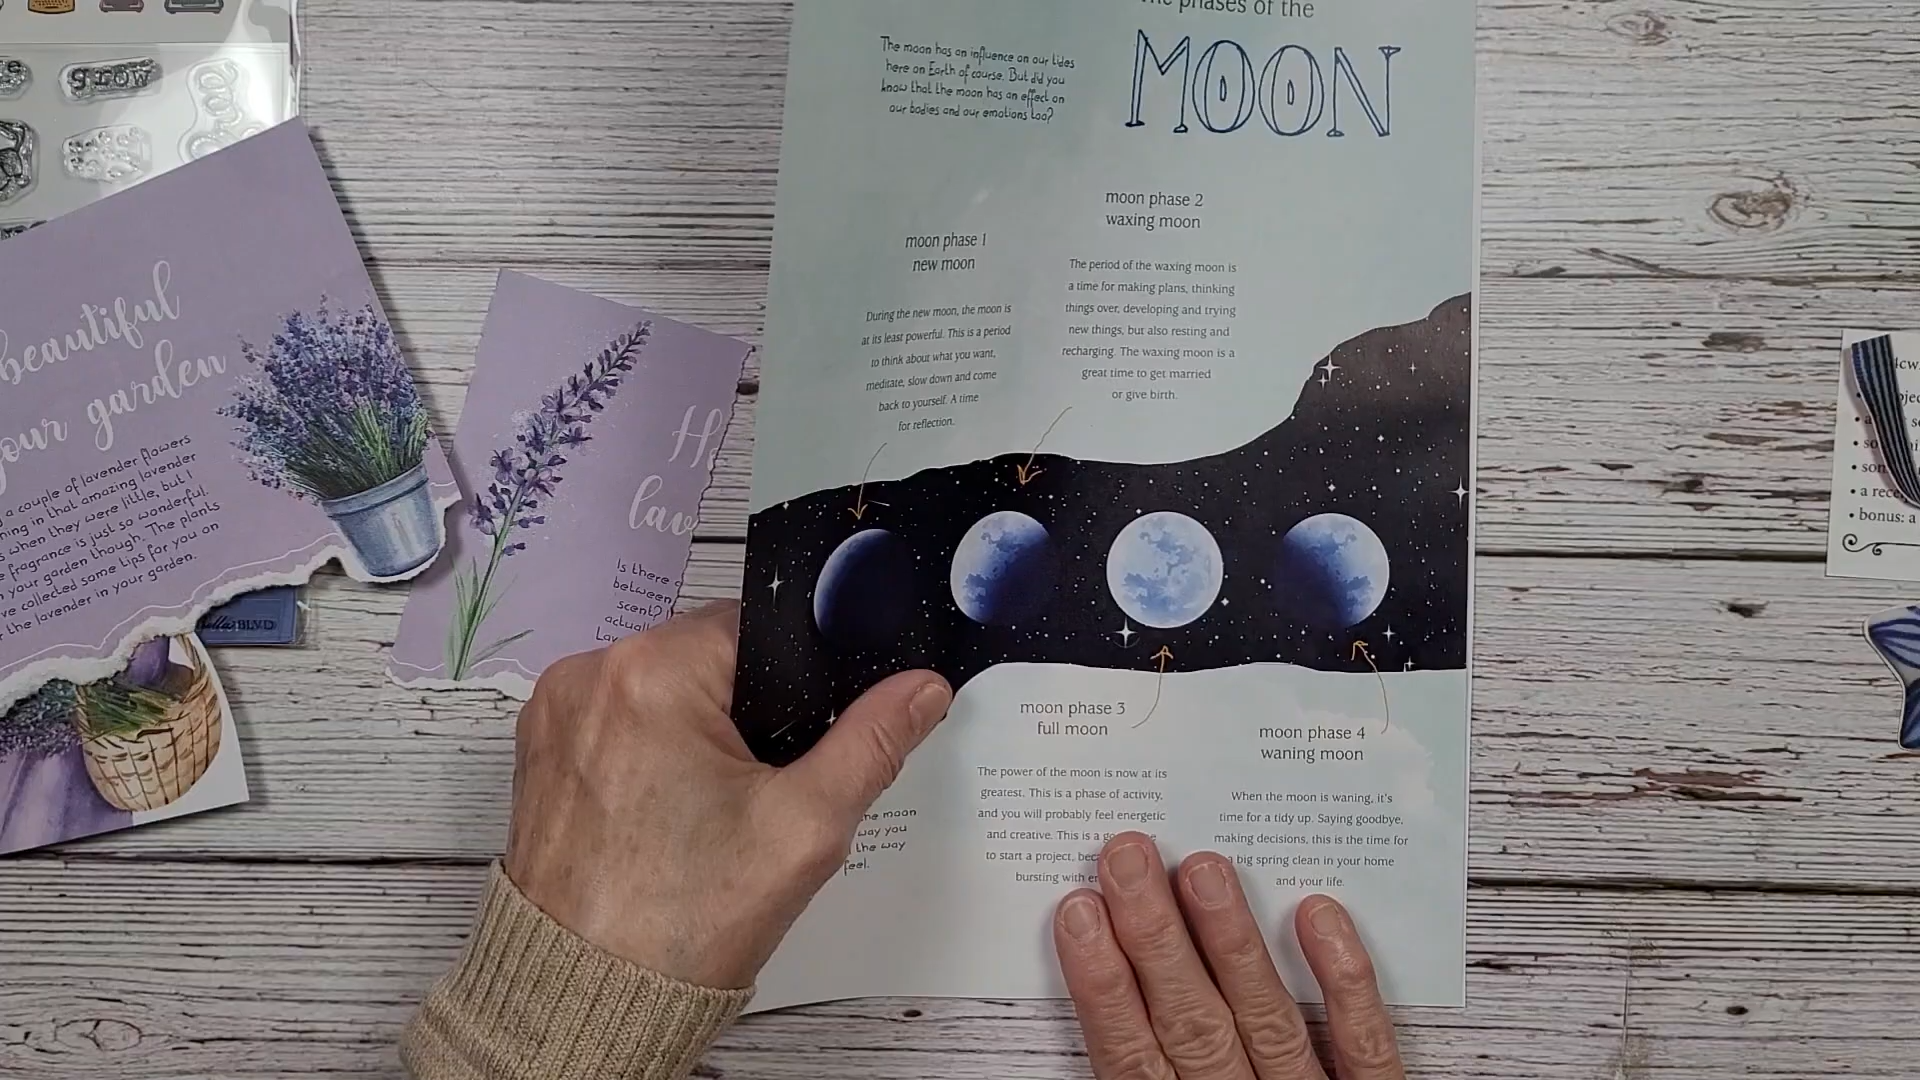 grow
beautiful
your garden
a couple of lavender flowers
in that amazing lavender
when they were little, but I
fragrance is just so wonderful.
your garden though. The plants
collected some tips for you on
the lavender in your garden.
BLVD
Is there
between
scent?
The phases of the
MOON
The moon has an influence on our tides
here on Earth of course. But did you
know that the moon has an effect on
our bodies and our emotions too?
moon phase 1
new moon
During the new moon, the moon is
at its least powerful. This is a period
to think about what you want,
meditate, slow down and come
back to yourself. A time
for reflection.
moon phase 2
waxing moon
The period of the waxing moon is
a time for making plans, thinking
things over, developing and trying
new things, but also resting and
recharging. The waxing moon is a
great time to get married
or give birth.
moon phase 3
full moon
The power of the moon is now at its
greatest. This is a phase of activity,
and you will probably feel energetic
and creative. This is a
to start a project,
bursting with
moon phase 4
waning moon
When the moon is waning, it's
time for a tidy up. Saying goodbye,
making decisions, this is the time for
a big spring clean in your home
and your life.
the moon
way you
the way
feel.
• a
• bonus: a